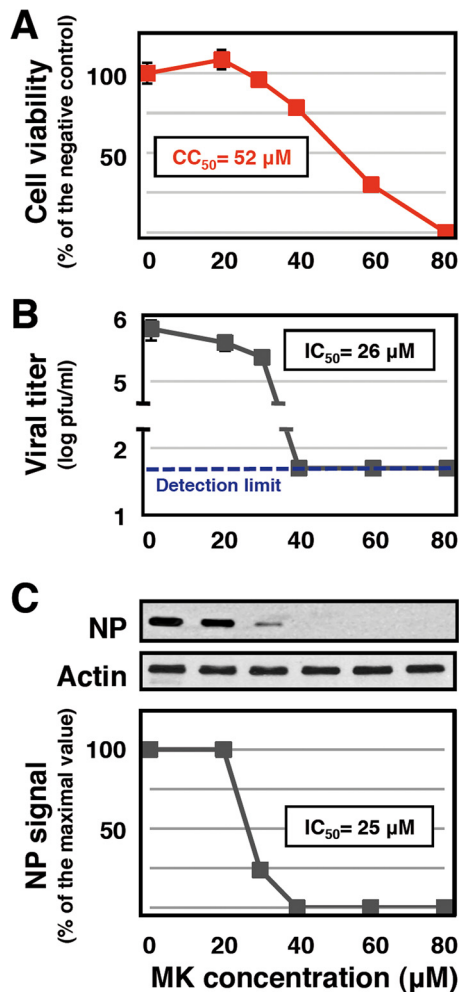 A
Cell viability
(% of the negative control)
100
50
CC50= 52 µM
0 20 40 60 80
B
Viral titer
(log pfu/ml)
6
5
2
1
IC50= 26 µM
Detection limit
0 20 40 60 80
C
NP
Actin
NP signal
(% of the maximal value)
100
50
IC50= 25 µM
0 20 40 60 80
MK concentration (µM)